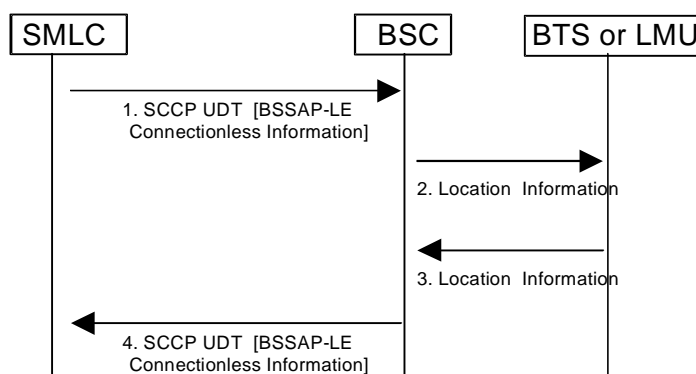 SMLC
BSC
BTS or LMU
1. SCCP UDT [BSSAP-LE
Connectionless Information]
2. Location Information
3. Location Information
4. SCCP UDT [BSSAP-LE
Connectionless Information]